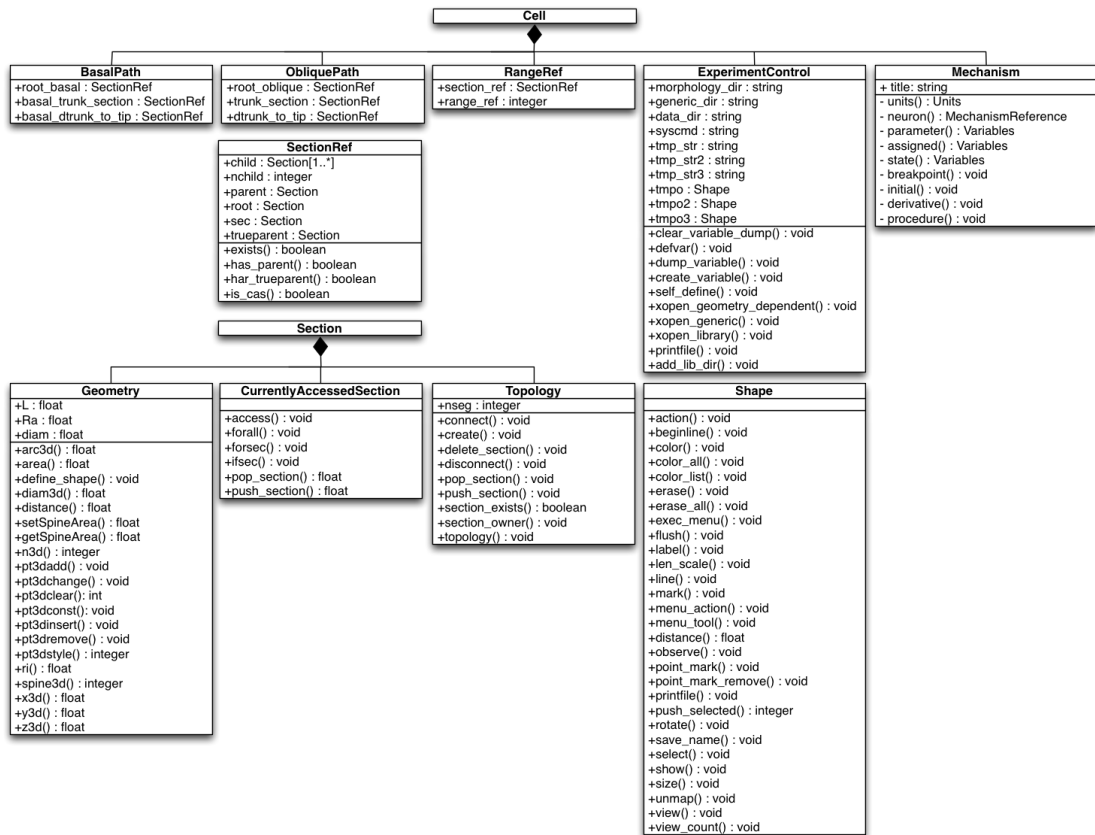 Cell
BasalPath
+root_basal : SectionRef
+basal_trunk_section : SectionRef
+basal_dtrunk_to_tip : SectionRef
ObliquePath
+root_oblique : SectionRef
+trunk_section : SectionRef
+dtrunk_to_tip : SectionRef
RangeRef
+section_ref : SectionRef
+range_ref : integer
ExperimentControl
+morphology_dir : string
+generic_dir : string
+data_dir : string
+syscmd : string
+tmp_str : string
+tmp_str2 : string
+tmp_str3 : string
+tmpo : Shape
+tmpo2 : Shape
+tmpo3 : Shape
+clear_variable_dump() : void
+defvar() : void
+dump_variable() : void
+create_variable() : void
+self_define() : void
+xopen_geometry_dependent() : void
+xopen_generic() : void
+xopen_library() : void
+printfile() : void
+add_lib_dir() : void
Mechanism
+ title: string
- units() : Units
- neuron() : MechanismReference
- parameter() : Variables
- assigned() : Variables
- state() : Variables
- breakpoint() : void
- initial() : void
- derivative() : void
- procedure() : void
SectionRef
+child : Section[1..*]
+nchild : integer
+parent : Section
+root : Section
+sec : Section
+trueparent : Section
+exists() : boolean
+has_parent() : boolean
+har_trueparent() : boolean
+is_cas() : boolean
Section
Geometry
+L : float
+Ra : float
+diam : float
+arc3d() : float
+area() : float
+define_shape() : void
+diam3d() : float
+distance() : float
+setSpineArea() : float
+getSpineArea() : float
+n3d() : integer
+pt3dadd() : void
+pt3dchange() : void
+pt3dclear(): int
+pt3dconst(): void
+pt3dinsert() : void
+pt3dremove() : void
+pt3dstyle() : integer
+ri() : float
+spine3d() : integer
+x3d() : float
+y3d() : float
+z3d() : float
CurrentlyAccessedSection
+access() : void
+forall() : void
+forsec() : void
+ifsec() : void
+pop_section() : float
+push_section() : float
Topology
+nseg : integer
+connect() : void
+create() : void
+delete_section() : void
+disconnect() : void
+pop_section() : void
+push_section() : void
+section_exists() : boolean
+section_owner() : void
+topology() : void
Shape
+action() : void
+beginline() : void
+color() : void
+color_all() : void
+color_list() : void
+erase() : void
+erase_all() : void
+exec_menu() : void
+flush() : void
+label() : void
+len_scale() : void
+line() : void
+mark() : void
+menu_action() : void
+menu_tool() : void
+distance() : float
+observe() : void
+point_mark() : void
+point_mark_remove() : void
+printfile() : void
+push_selected() : integer
+rotate() : void
+save_name() : void
+select() : void
+show() : void
+size() : void
+unmap() : void
+view() : void
+view_count() : void